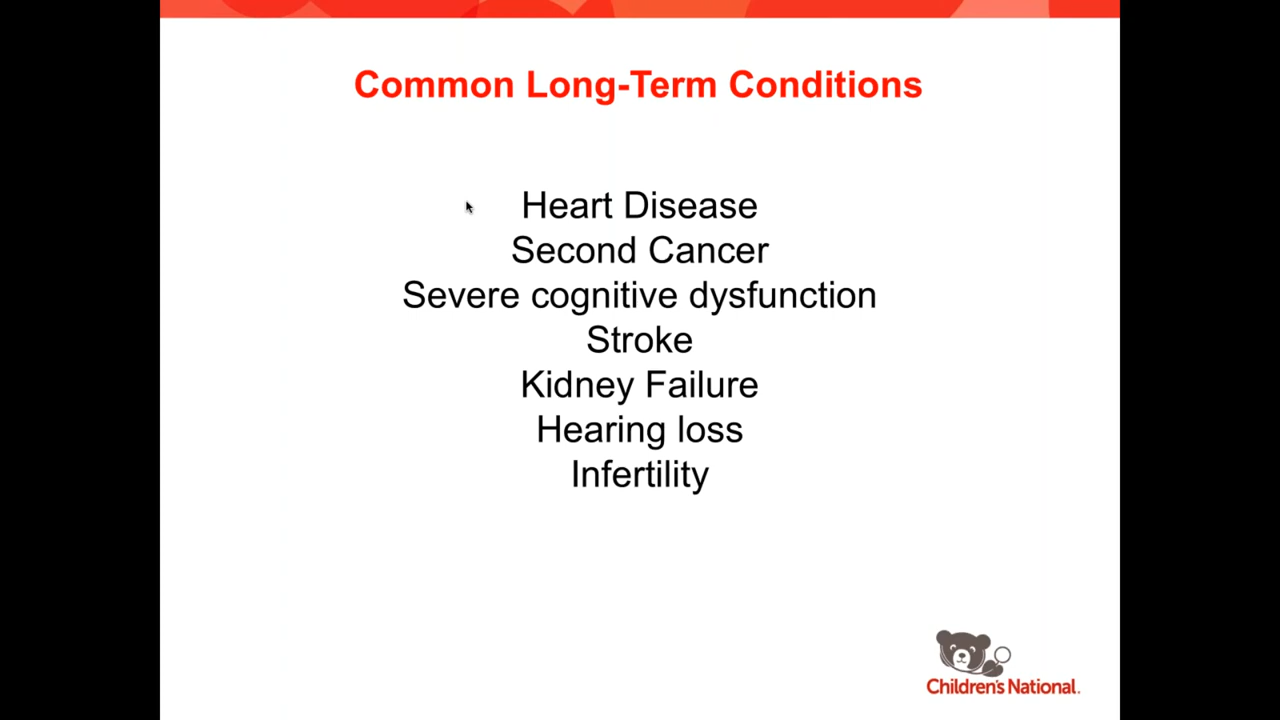 Common Long-Term Conditions
Heart Disease
Second Cancer
Severe cognitive dysfunction
Stroke
Kidney Failure
Hearing loss
Infertility
Children's National.